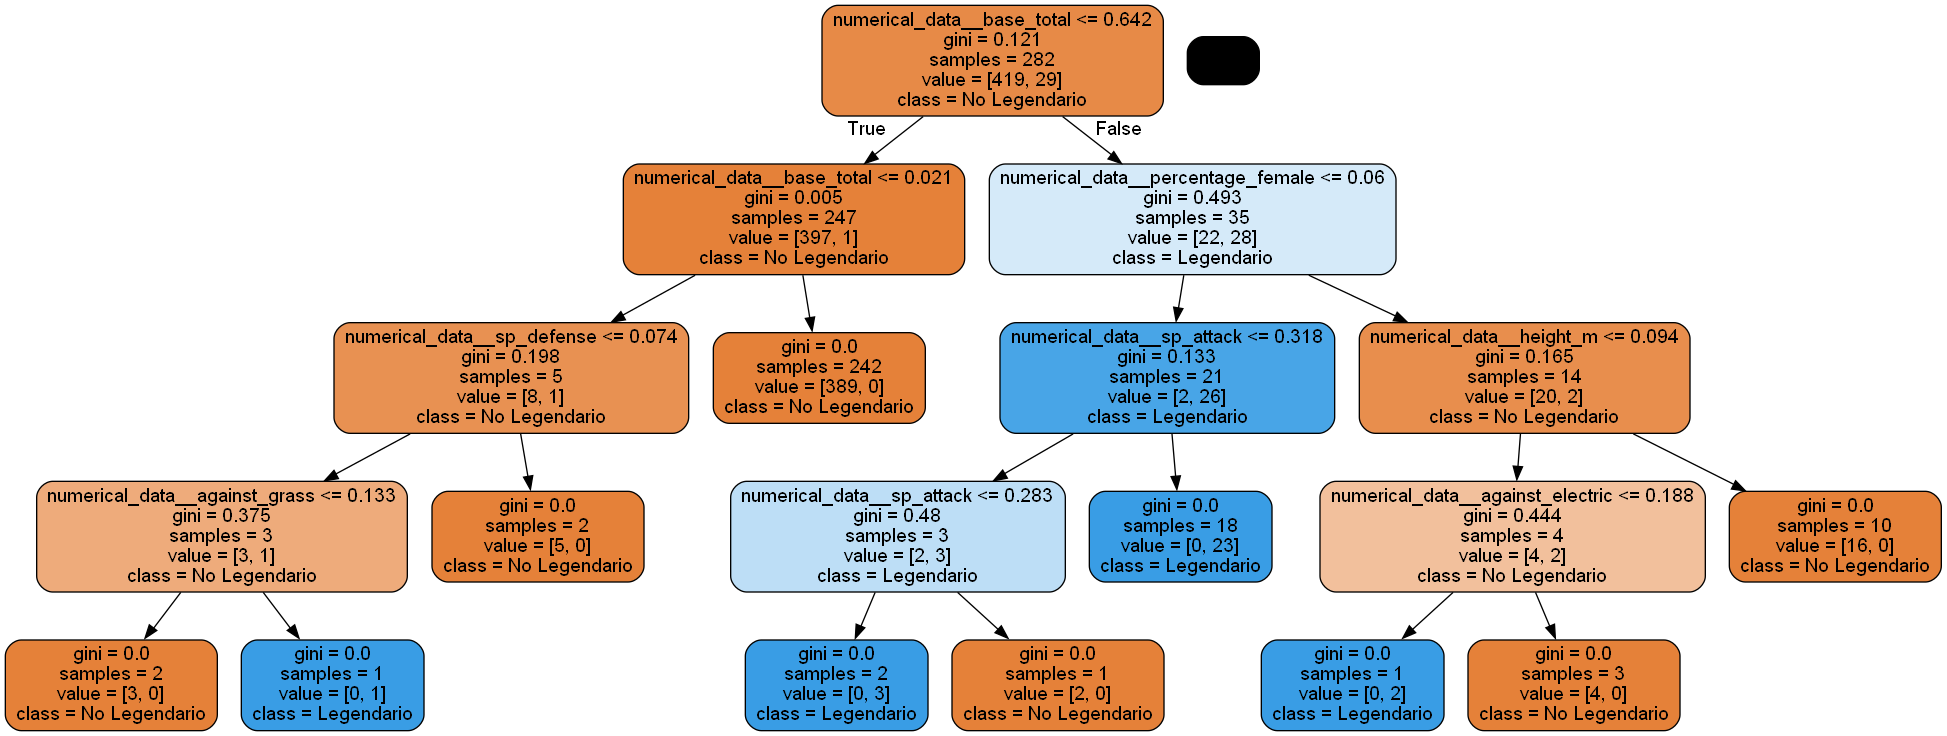 numerical_data__base_total <= 0.642
gini = 0.121
samples = 282
value = [419, 29]
class = No Legendario
True
False
numerical_data__base_total <= 0.021
gini = 0.005
samples = 247
value = [397, 1]
class = No Legendario
numerical_data__percentage_female <= 0.06
gini = 0.493
samples = 35
value = [22, 28]
class = Legendario
numerical_data__sp_defense <= 0.074
gini = 0.198
samples = 5
value = [8, 1]
class = No Legendario
gini = 0.0
samples = 242
value = [389, 0]
class = No Legendario
numerical_data__sp_attack <= 0.318
gini = 0.133
samples = 21
value = [2, 26]
class = Legendario
numerical_data__height_m <= 0.094
gini = 0.165
samples = 14
value = [20, 2]
class = No Legendario
numerical_data__against_grass <= 0.133
gini = 0.375
samples = 3
value = [3, 1]
class = No Legendario
gini = 0.0
samples = 2
value = [5, 0]
class = No Legendario
numerical_data__sp_attack <= 0.283
gini = 0.48
samples = 3
value = [2, 3]
class = Legendario
gini = 0.0
samples = 18
value = [0, 23]
class = Legendario
numerical_data__against_electric <= 0.188
gini = 0.444
samples = 4
value = [4, 2]
class = No Legendario
gini = 0.0
samples = 10
value = [16, 0]
class = No Legendario
gini = 0.0
samples = 2
value = [3, 0]
class = No Legendario
gini = 0.0
samples = 1
value = [0, 1]
class = Legendario
gini = 0.0
samples = 2
value = [0, 3]
class = Legendario
gini = 0.0
samples = 1
value = [2, 0]
class = No Legendario
gini = 0.0
samples = 1
value = [0, 2]
class = Legendario
gini = 0.0
samples = 3
value = [4, 0]
class = No Legendario